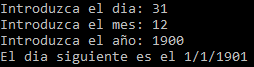 Introduzca el dia: 31
Introduzca el mes: 12
Introduzca el año: 1900
El dia siguiente es el 1/1/1901